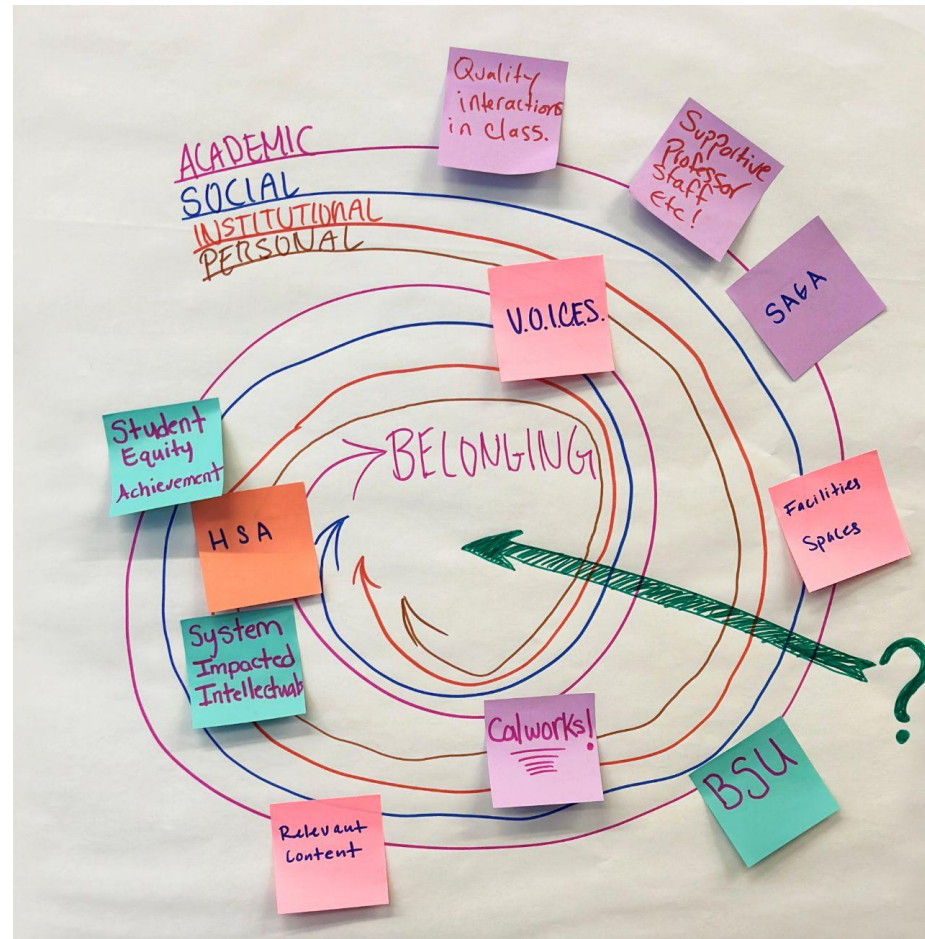 Quality
interactions
in class.
Supportive
Professor
Staff
Etc!
ACADEMIC
SOCIAL
INSTITUTIONAL
PERSONAL
SAGA
V.O.I.C.E.S.
Student
Equity
Achievement
BELONGING
HSA
Facilities
Spaces
System
Impacted
Intellectuals
?
Calworks!
BSU
Relevant
Content